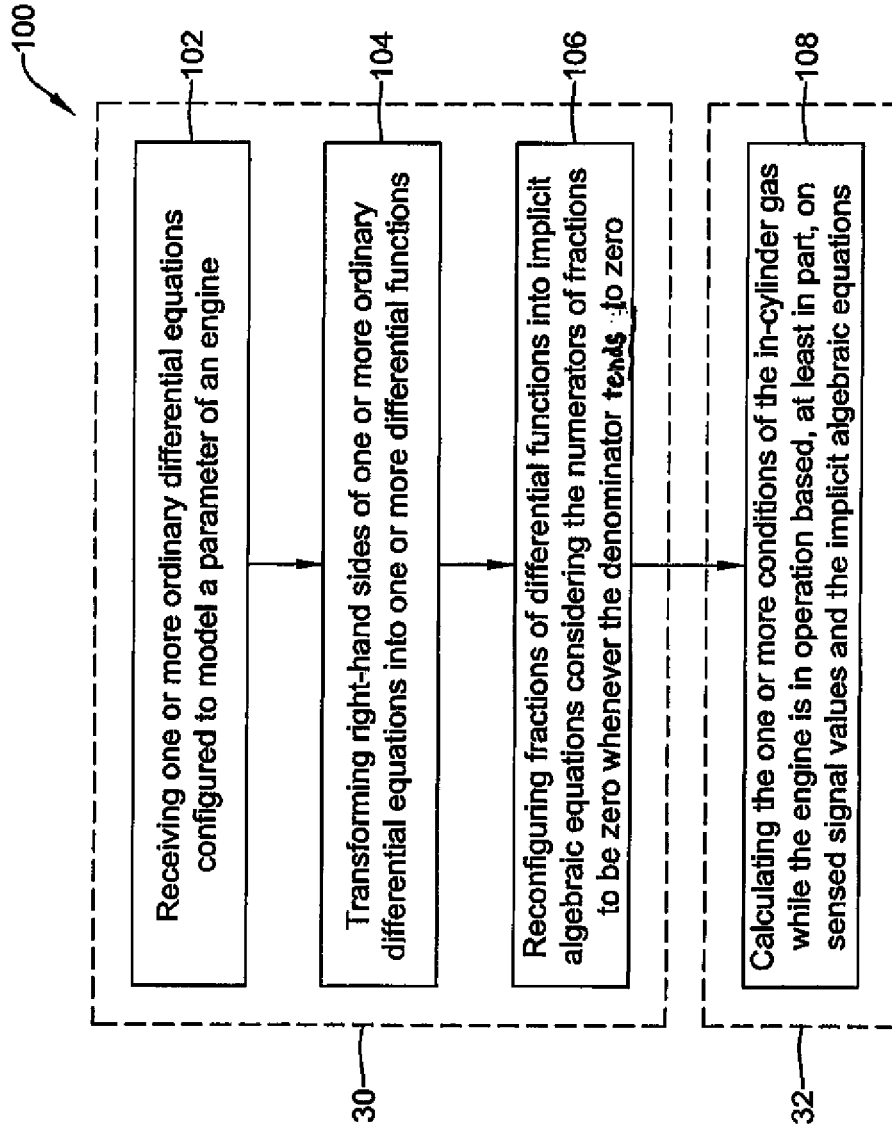 100
102
Receiving one or more ordinary differential equations
configured to model a parameter of an engine
104
Transforming right-hand sides of one or more ordinary
differential equations into one or more differential functions
106
Reconfiguring fractions of differential functions into implicit
algebraic equations considering the numerators of fractions
to be zero whenever the denominator tends to zero
30
108
Calculating the one or more conditions of the in-cylinder gas
while the engine is in operation based, at least in part, on
sensed signal values and the implicit algebraic equations
32